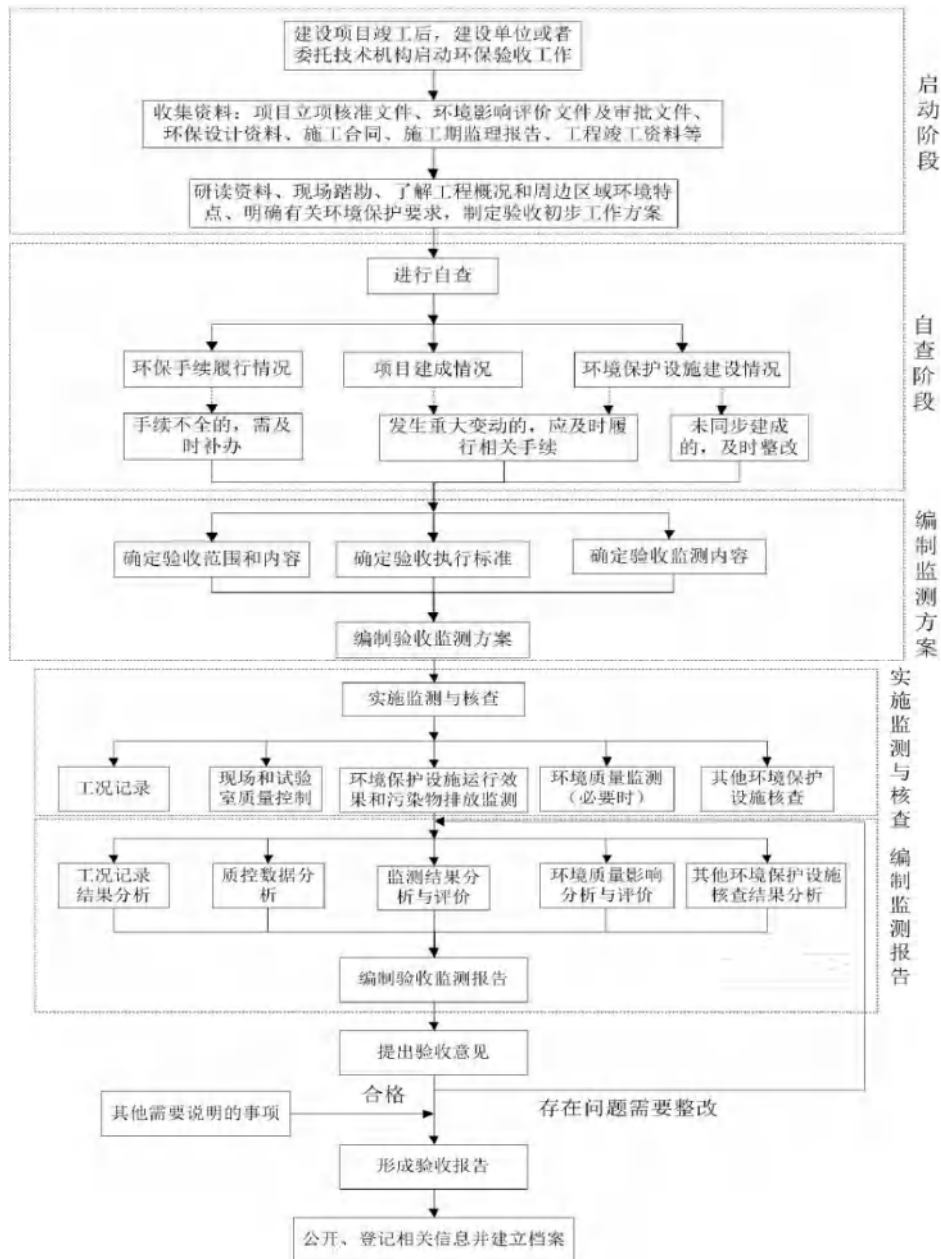 建设项目竣工后，建设单位或者
委托技术机构启动环保验收工作
收集资料：项目立项核准文件、环境影响评价文件及审批文件、
环保设计资料、施工合同、施工期监理报告、工程竣工资料等
研读资料、现场踏勘、了解工程概况和周边区域环境特
点、明确有关环境保护要求，制定验收初步工作方案
启动阶段
进行自查
环保手续履行情况
项目建成情况
环境保护设施建设情况
手续不全的，需及
时补办
发生重大变动的，应及时履
行相关手续
未同步建成
的，及时整改
自查阶段
确定验收范围和内容
确定验收执行标准
确定验收监测内容
编制验收监测方案
编制监测方案
实施监测与核查
工况记录
现场和试验
室质量控制
环境保护设施运行效
果和污染物排放监测
环境质量监测
（必要时）
其他环境保护
设施核查
实施监测与核查
工况记录
结果分析
质控数据分
析
监测结果分
析与评价
环境质量影响
分析与评价
其他环境保护设施
核查结果分析
编制验收监测报告
编制监测报告
提出验收意见
合格
存在问题需要整改
其他需要说明的事项
形成验收报告
公开、登记相关信息并建立档案